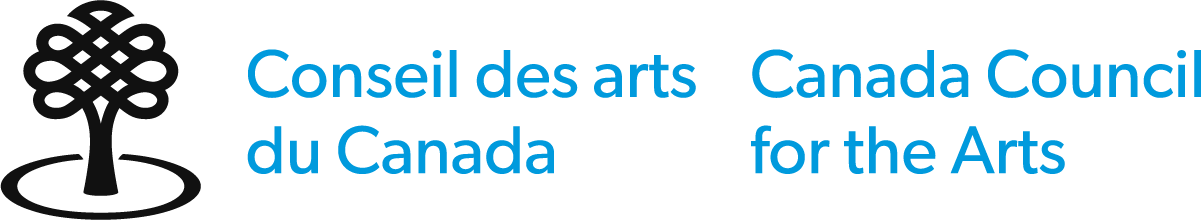 Conseil des arts
du Canada
Canada Council
for the Arts